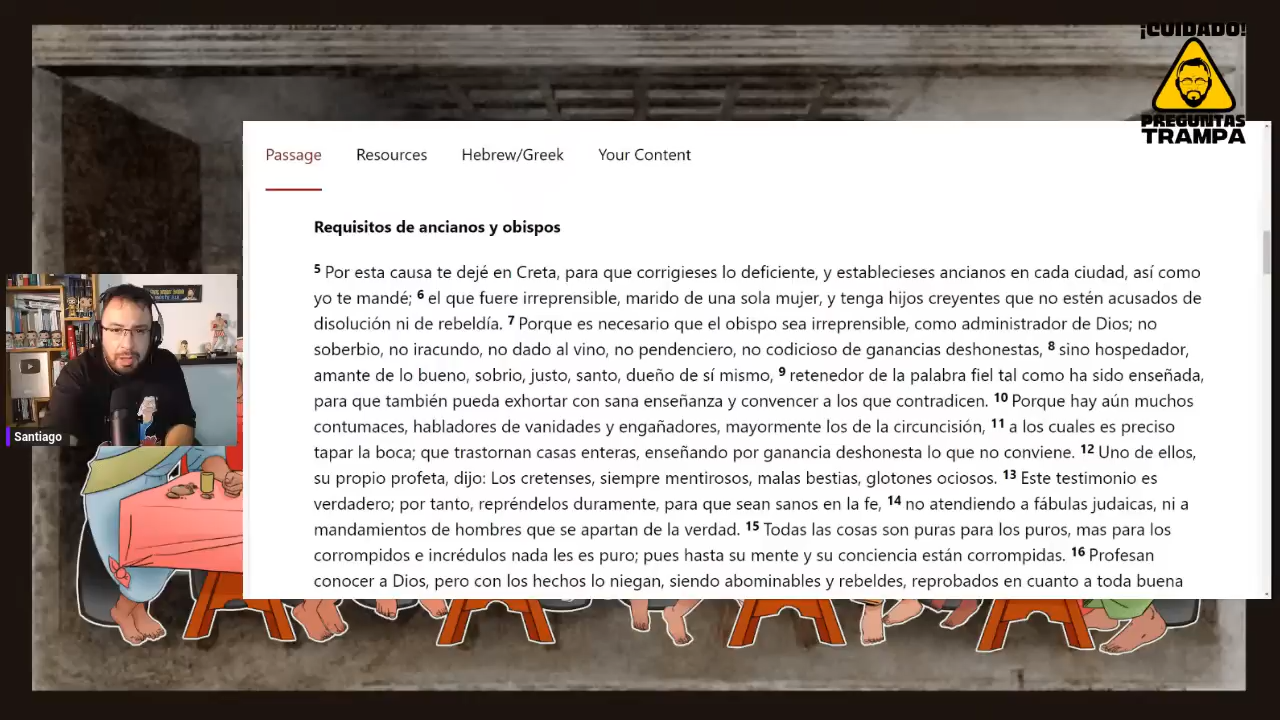 ¡CUIDADO!
PREGUNTAS
TRAMPA
Passage Resources Hebrew/Greek Your Content
Requisitos de ancianos y obispos
5 Por esta causa te dejé en Creta, para que corrigieses lo deficiente, y establecieses ancianos en cada ciudad, así como
yo te mandé; 6 el que fuere irreprensible, marido de una sola mujer, y tenga hijos creyentes que no estén acusados de
disolución ni de rebeldía. 7 Porque es necesario que el obispo sea irreprensible, como administrador de Dios; no
soberbio, no iracundo, no dado al vino, no pendenciero, no codicioso de ganancias deshonestas, 8 sino hospedador,
amante de lo bueno, sobrio, justo, santo, dueño de sí mismo, 9 retenedor de la palabra fiel tal como ha sido enseñada,
para que también pueda exhortar con sana enseñanza y convencer a los que contradicen. 10 Porque hay aún muchos
contumaces, habladores de vanidades y engañadores, mayormente los de la circuncisión, 11 a los cuales es preciso
tapar la boca; que trastornan casas enteras, enseñando por ganancia deshonesta lo que no conviene. 12 Uno de ellos,
su propio profeta, dijo: Los cretenses, siempre mentirosos, malas bestias, glotones ociosos. 13 Este testimonio es
verdadero; por tanto, repréndelos duramente, para que sean sanos en la fe, 14 no atendiendo a fábulas judaicas, ni a
mandamientos de hombres que se apartan de la verdad. 15 Todas las cosas son puras para los puros, mas para los
corrompidos e incrédulos nada les es puro; pues hasta su mente y su conciencia están corrompidas. 16 Profesan
conocer a Dios, pero con los hechos lo niegan, siendo abominables y rebeldes, reprobados en cuanto a toda buena
Santiago